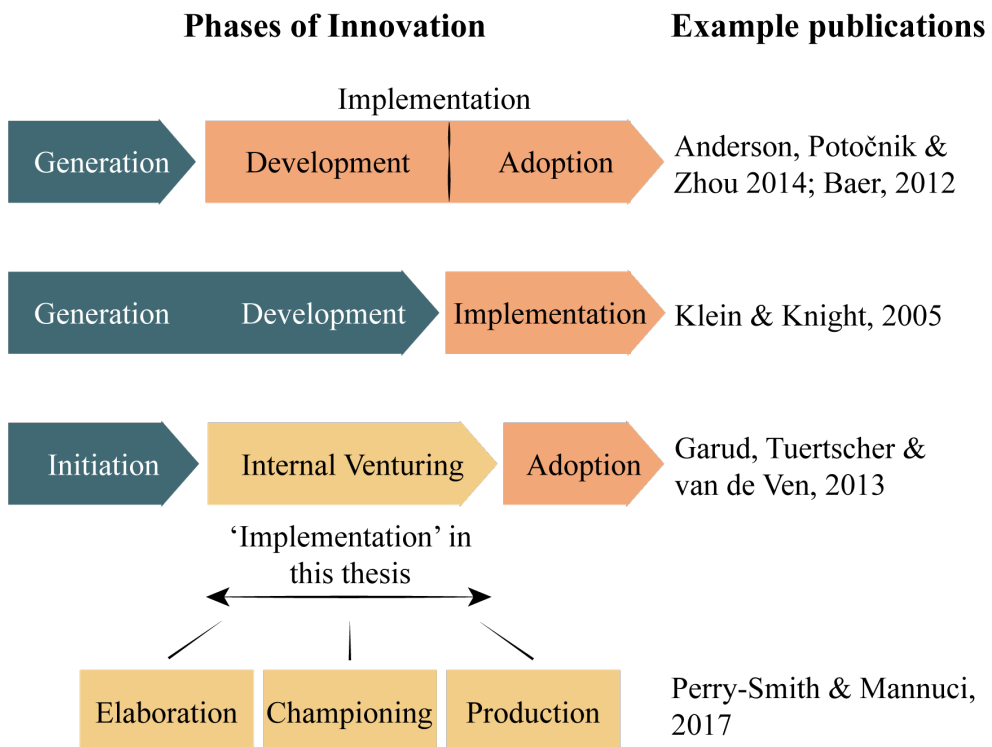 Phases of Innovation
Example publications
Implementation
Generation
Development
Adoption
Anderson, Potočnik &
Zhou 2014; Baer, 2012
Generation
Development
Implementation
Klein & Knight, 2005
Initiation
Internal Venturing
Adoption
Garud, Tuertscher &
van de Ven, 2013
‘Implementation’ in
this thesis
Elaboration
Championing
Production
Perry-Smith & Mannuci,
2017